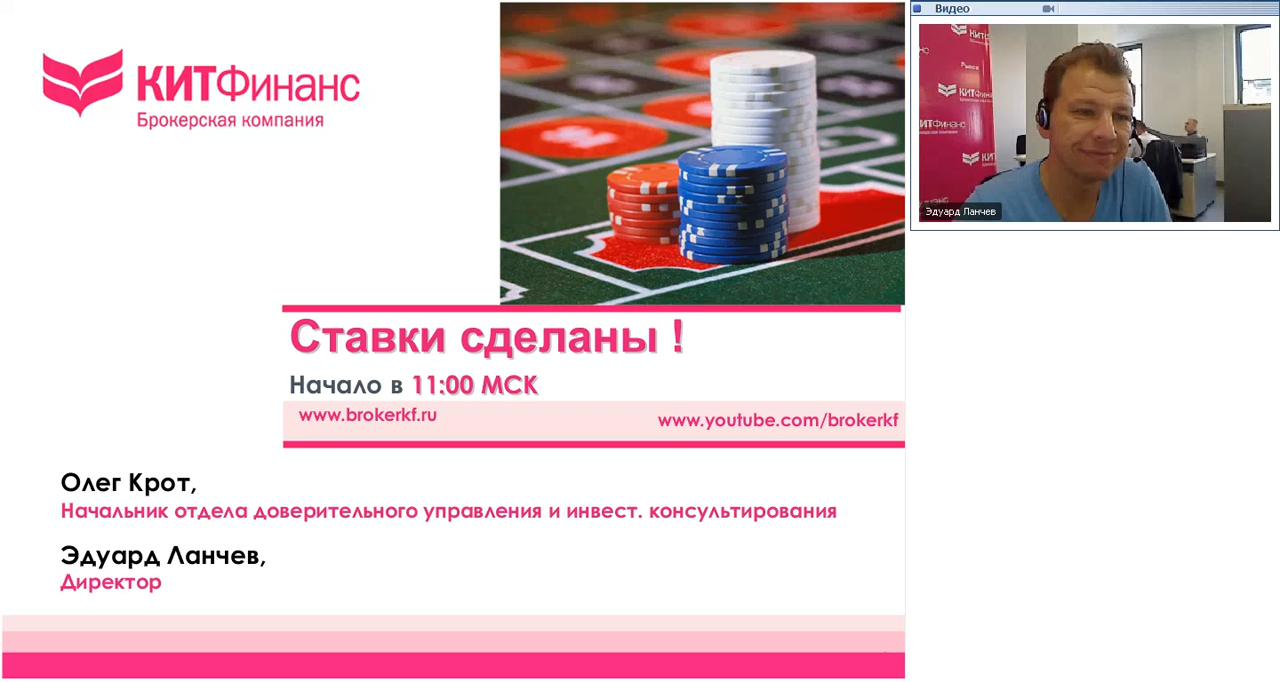 КИТФинанс
Брокерская компания
Ставки сделаны !
Начало в 11:00 МСК
www.brokerkf.ru
www.youtube.com/brokerkf
Олег Крот,
Начальник отдела доверительного управления и инвест. консультирования
Эдуард Ланчев,
Директор
Видео
КИТФинанс
Эдуард Ланчев